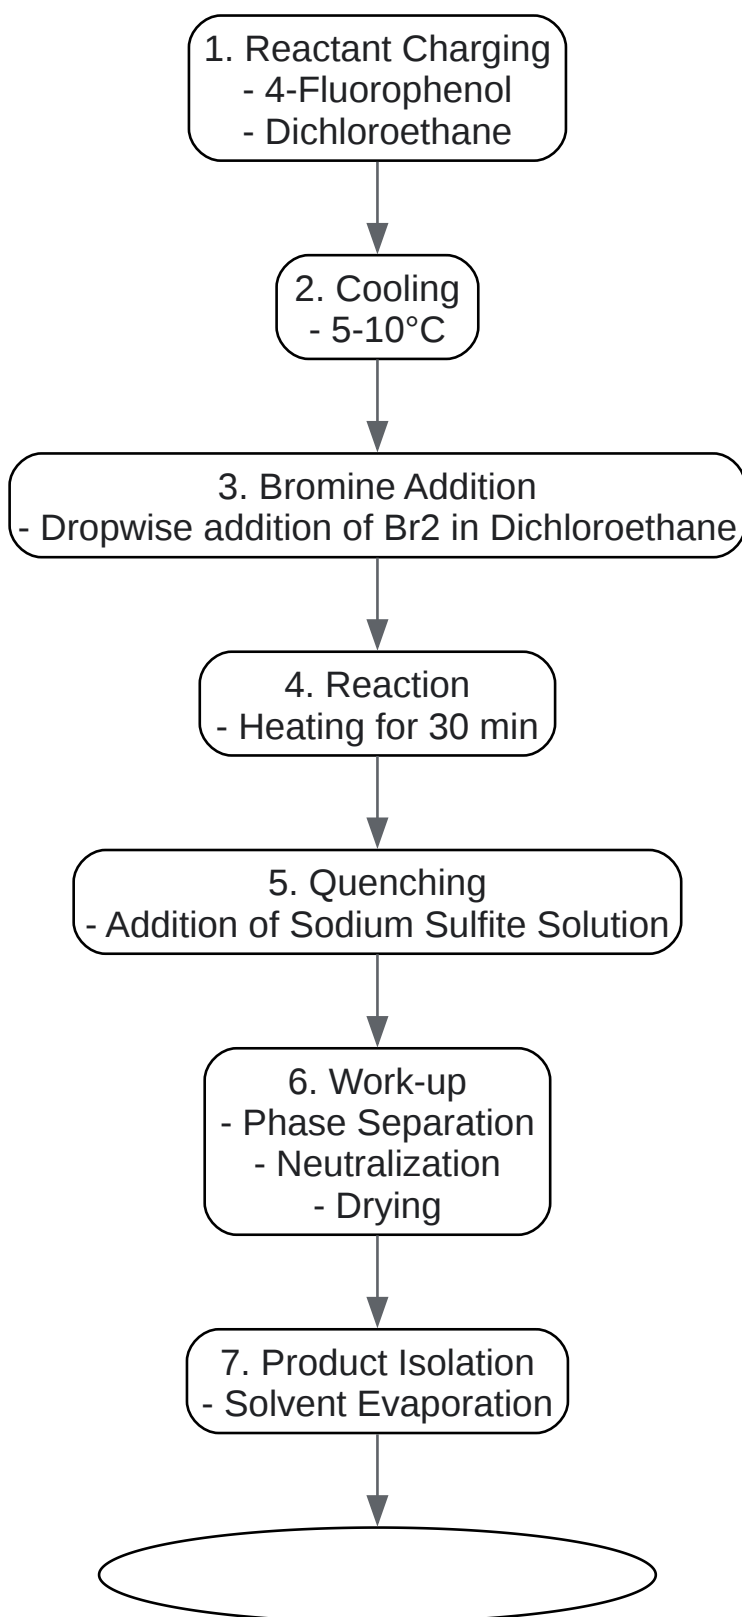 1. Reactant Charging
- 4-Fluorophenol
- Dichloroethane
2. Cooling
- 5-10°C
3. Bromine Addition
- Dropwise addition of Br2 in Dichloroethane
4. Reaction
- Heating for 30 min
5. Quenching
- Addition of Sodium Sulfite Solution
6. Work-up
- Phase Separation
- Neutralization
- Drying
7. Product Isolation
- Solvent Evaporation